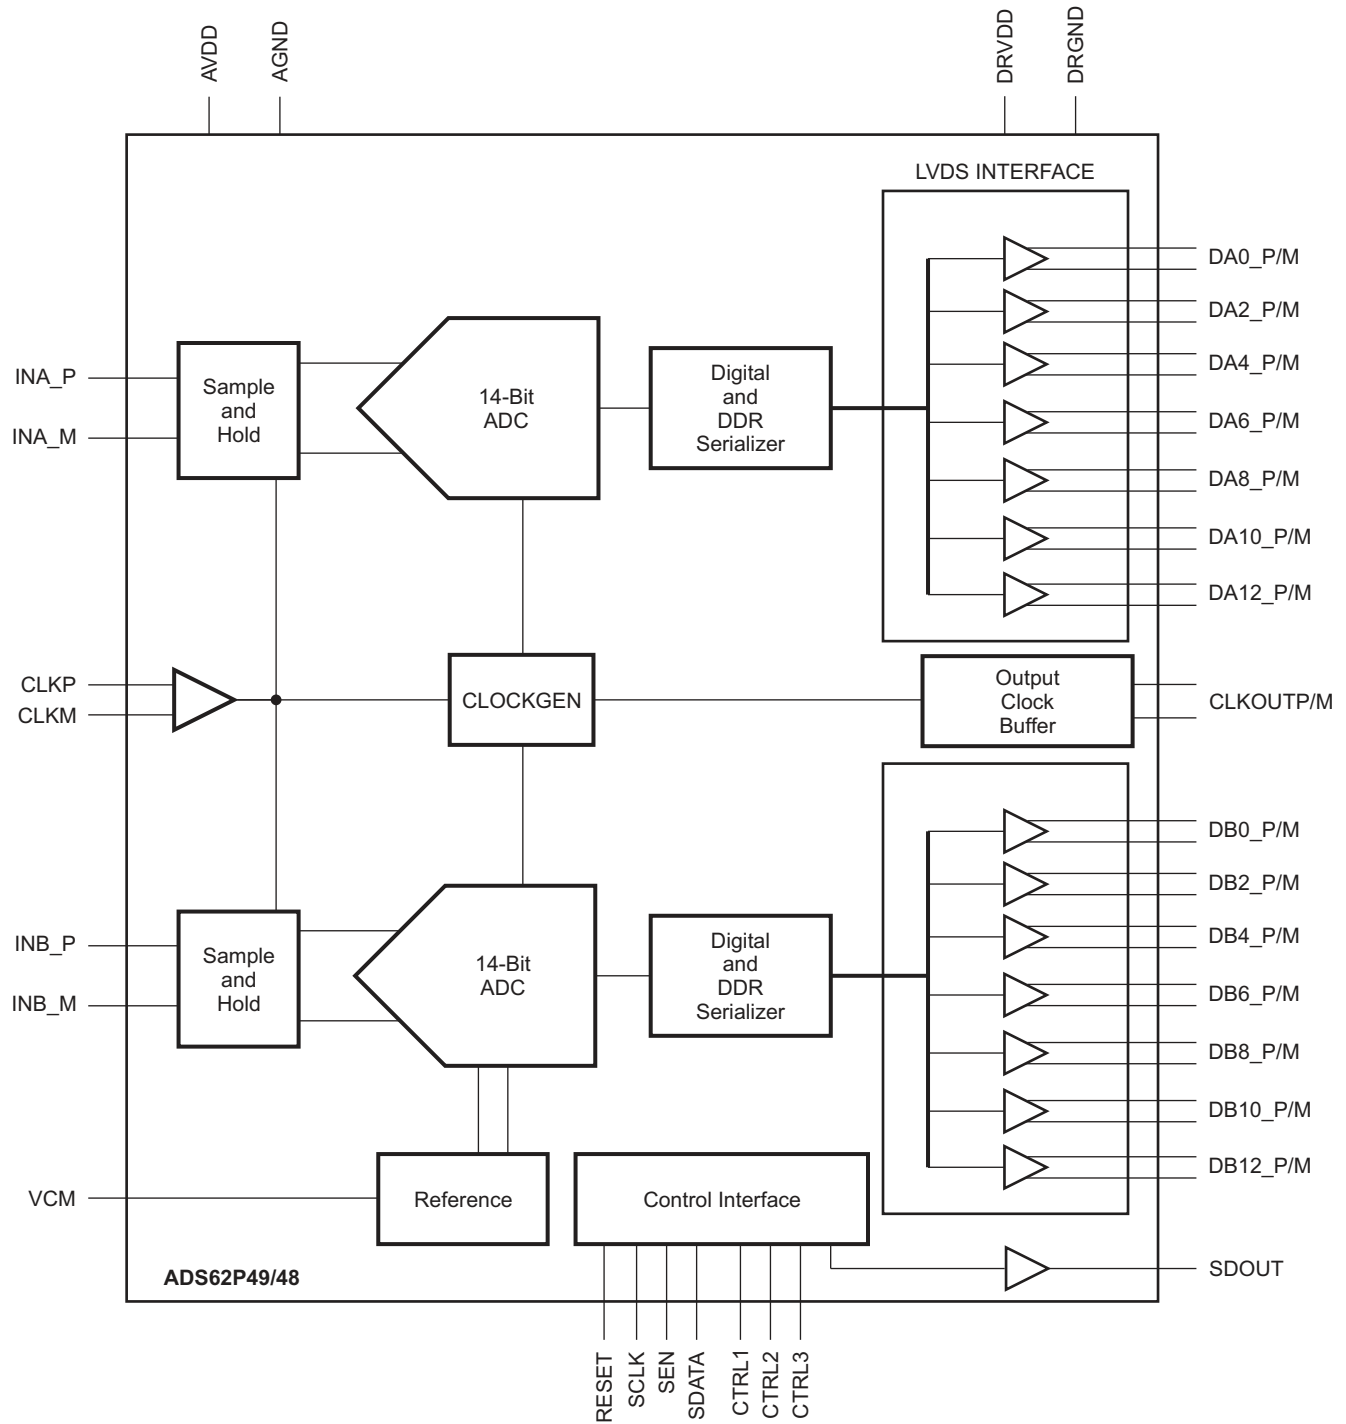 AVDD
AGND
DRVDD
DRGND
LVDS INTERFACE
DA0_P/M
DA2_P/M
DA4_P/M
DA6_P/M
DA8_P/M
DA10_P/M
DA12_P/M
INA_P
INA_M
Sample
and
Hold
14-Bit
ADC
Digital
and
DDR
Serializer
CLKP
CLKM
CLOCKGEN
Output
Clock
Buffer
CLKOUTP/M
INB_P
INB_M
Sample
and
Hold
14-Bit
ADC
Digital
and
DDR
Serializer
DB0_P/M
DB2_P/M
DB4_P/M
DB6_P/M
DB8_P/M
DB10_P/M
DB12_P/M
VCM
Reference
Control Interface
SDOUT
ADS62P49/48
RESET
SCLK
SEN
SDATA
CTRL1
CTRL2
CTRL3